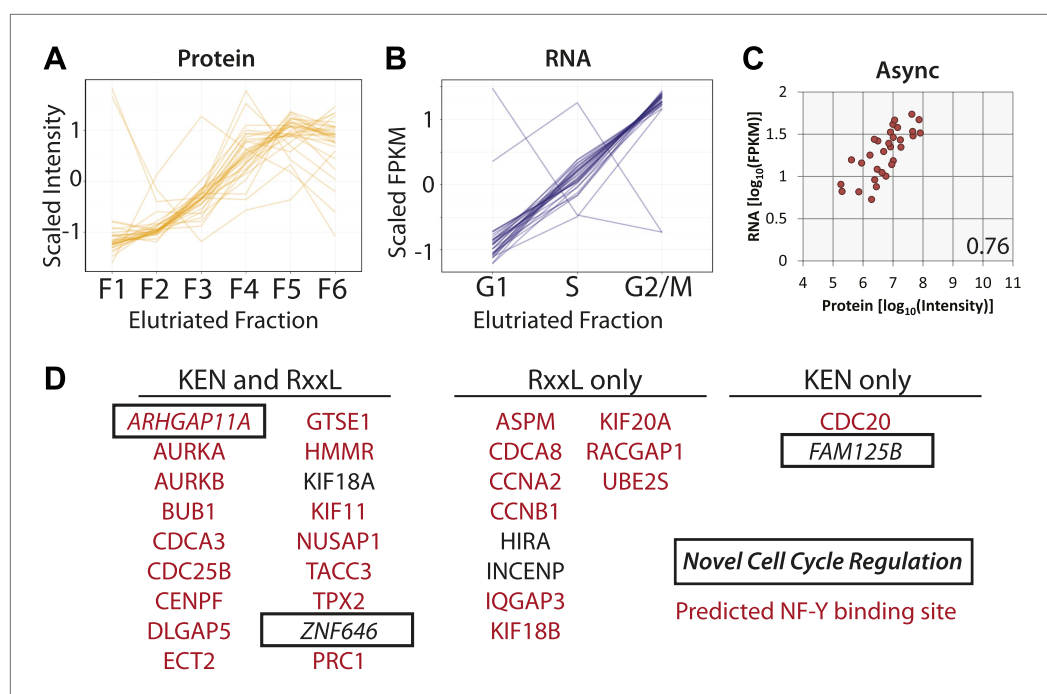 A
Protein
Scaled Intensity
1
0
-1
F1 F2 F3 F4 F5 F6
Elutriated Fraction
B
RNA
Scaled FPKM
1
0
-1
G1 S G2/M
Elutriated Fraction
C
Async
RNA [log10(FPKM)]
2
1.5
1
0.5
0
0.76
4 5 6 7 8 9 10 11
Protein [log10(Intensity)]
D
KEN and RxxL
ARHGAP11A GTSE1
AURKA HMMR
AURKB KIF18A
BUB1 KIF11
CDCA3 NUSAP1
CDC25B TACC3
CENPF TPX2
DLGAP5 ZNF646
ECT2 PRC1
RxxL only
ASPM KIF20A
CDCA8 RACGAP1
CCNA2 UBE2S
CCNB1
HIRA
INCENP
IQGAP3
KIF18B
KEN only
CDC20
FAM125B
Novel Cell Cycle Regulation
Predicted NF-Y binding site